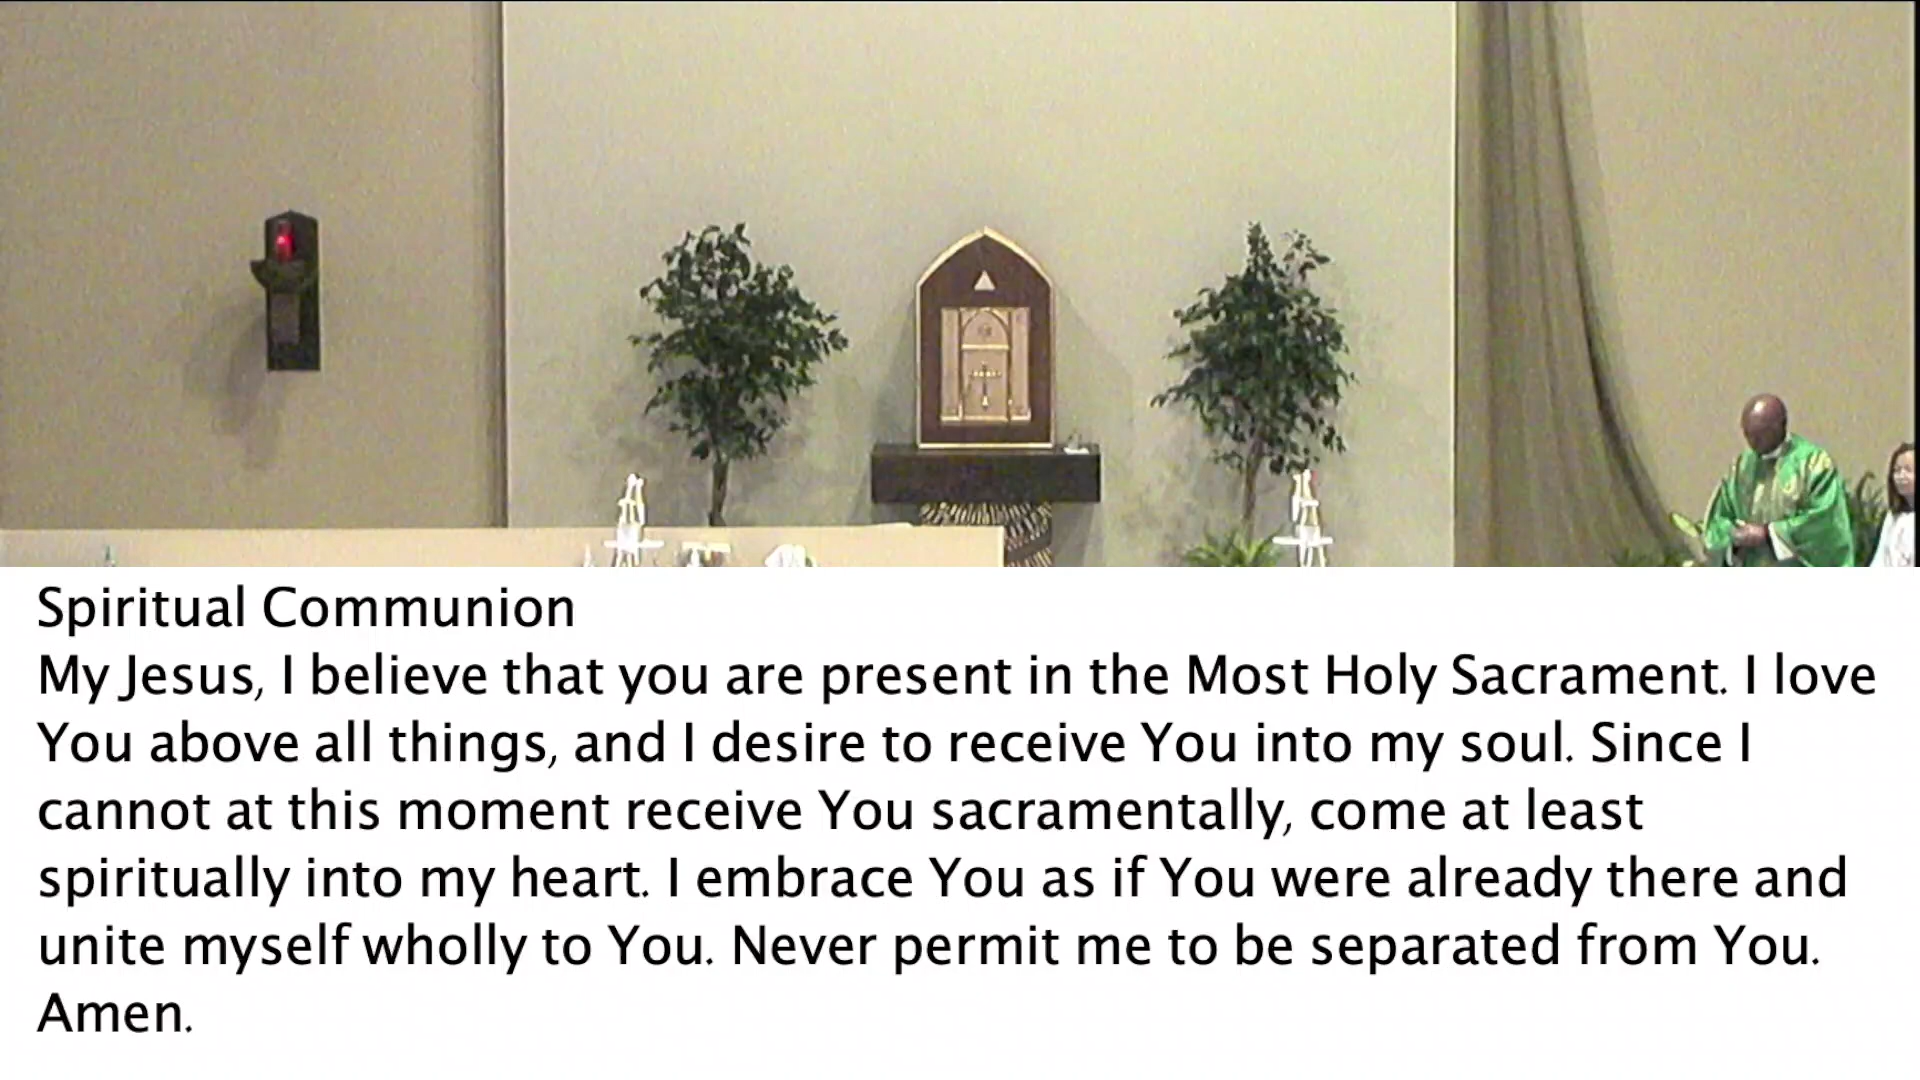 Spiritual Communion
My Jesus, I believe that you are present in the Most Holy Sacrament. I love
You above all things, and I desire to receive You into my soul. Since I
cannot at this moment receive You sacramentally, come at least
spiritually into my heart. I embrace You as if You were already there and
unite myself wholly to You. Never permit me to be separated from You.
Amen.